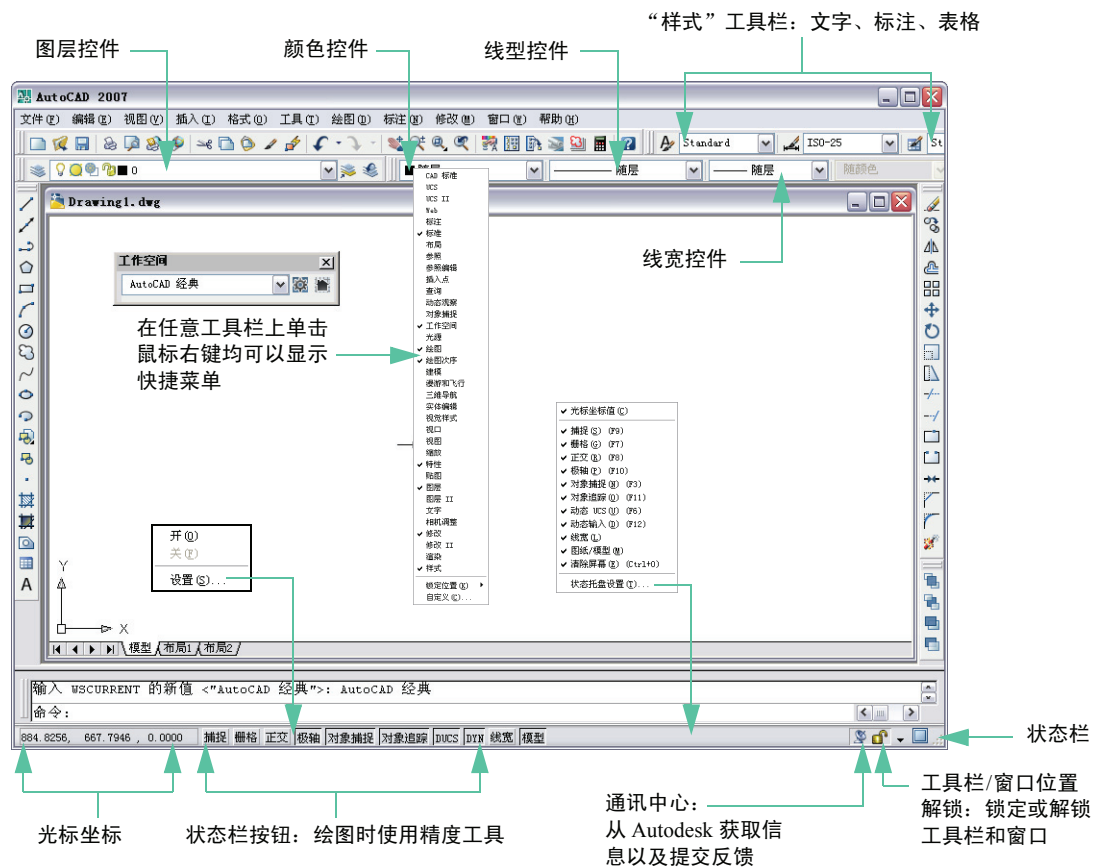 “样式”工具栏：文字、标注、表格
图层控件
颜色控件
线型控件
AutoCAD 2007
文件(F) 编辑(E) 视图(V) 插入(I) 格式(O) 工具(T) 绘图(D) 标注(N) 修改(M) 窗口(W) 帮助(H)
Standard
ISO-25
St
0
随层
随层
随层
随颜色
Drawing1.dwg
工作空间
AutoCAD 经典
在任意工具栏上单击
鼠标右键均可以显示
快捷菜单
线宽控件
CAD 标准
UCS
UCS II
Web
标注
标准
布局
参照
参照编辑
插入点
查询
动态观察
对象捕捉
工作空间
光源
绘图
绘图次序
建模
漫游和飞行
三维导航
实体编辑
视觉样式
视口
视图
缩放
特性
贴图
图层
图层 II
文字
相机调整
修改
修改 II
渲染
样式
锁定位置(K)
自定义(C)...
光标坐标值(C)
捕捉(S) (F9)
栅格(G) (F7)
正交(R) (F8)
极轴(P) (F10)
对象捕捉(N) (F3)
对象追踪(O) (F11)
动态 UCS(U) (F6)
动态输入(D) (F12)
线宽(L)
图纸/模型(M)
清除屏幕(E) (Ctrl+0)
状态托盘设置(T)...
开(O)
关(F)
设置(S)...
A
Y
X
模型 布局1 布局2
输入 WSCURRENT 的新值 <"AutoCAD 经典">: AutoCAD 经典
命令:
884.8256, 667.7946 , 0.0000 捕捉 栅格 正交 极轴 对象捕捉 对象追踪 DUCS DYN 线宽 模型
状态栏
光标坐标
状态栏按钮：绘图时使用精度工具
通讯中心：
从 Autodesk 获取信
息以及提交反馈
工具栏/窗口位置
解锁：锁定或解锁
工具栏和窗口